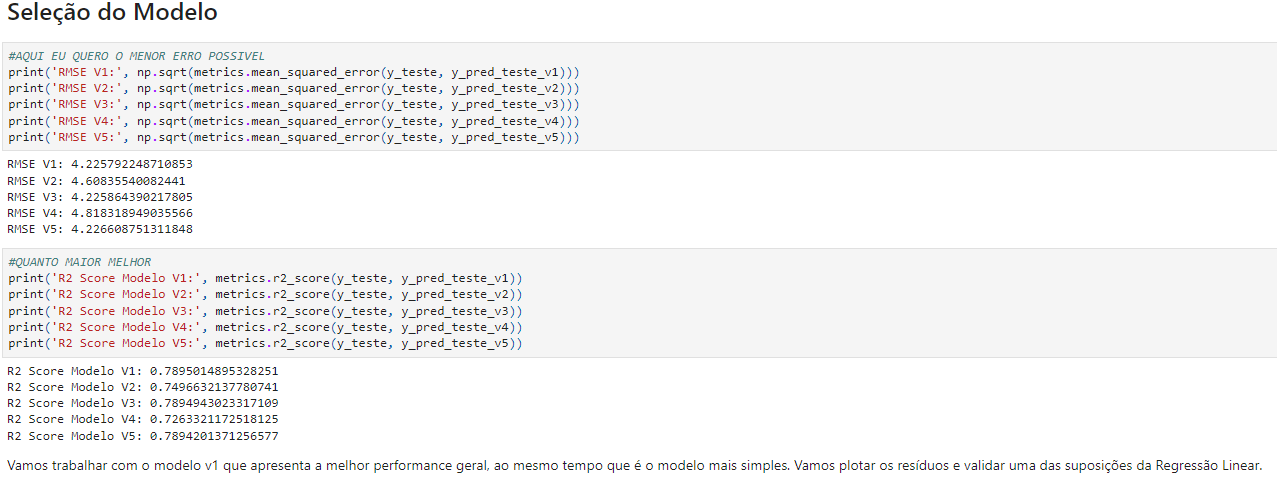 Seleção do Modelo
#AQUI EU QUERO O MENOR ERRO POSSIVEL
print('RMSE V1:', np.sqrt(metrics.mean_squared_error(y_teste, y_pred_teste_v1)))
print('RMSE V2:', np.sqrt(metrics.mean_squared_error(y_teste, y_pred_teste_v2)))
print('RMSE V3:', np.sqrt(metrics.mean_squared_error(y_teste, y_pred_teste_v3)))
print('RMSE V4:', np.sqrt(metrics.mean_squared_error(y_teste, y_pred_teste_v4)))
print('RMSE V5:', np.sqrt(metrics.mean_squared_error(y_teste, y_pred_teste_v5)))
RMSE V1: 4.225792248710853
RMSE V2: 4.60835540082441
RMSE V3: 4.225864390217805
RMSE V4: 4.818318949035566
RMSE V5: 4.226608751311848
#QUANTO MAIOR MELHOR
print('R2 Score Modelo V1:', metrics.r2_score(y_teste, y_pred_teste_v1))
print('R2 Score Modelo V2:', metrics.r2_score(y_teste, y_pred_teste_v2))
print('R2 Score Modelo V3:', metrics.r2_score(y_teste, y_pred_teste_v3))
print('R2 Score Modelo V4:', metrics.r2_score(y_teste, y_pred_teste_v4))
print('R2 Score Modelo V5:', metrics.r2_score(y_teste, y_pred_teste_v5))
R2 Score Modelo V1: 0.7895014895328251
R2 Score Modelo V2: 0.7496632137780741
R2 Score Modelo V3: 0.7894943023317109
R2 Score Modelo V4: 0.7263321172518125
R2 Score Modelo V5: 0.7894201371256577
Vamos trabalhar com o modelo v1 que apresenta a melhor performance geral, ao mesmo tempo que é o modelo mais simples. Vamos plotar os resíduos e validar uma das suposições da Regressão Linear.